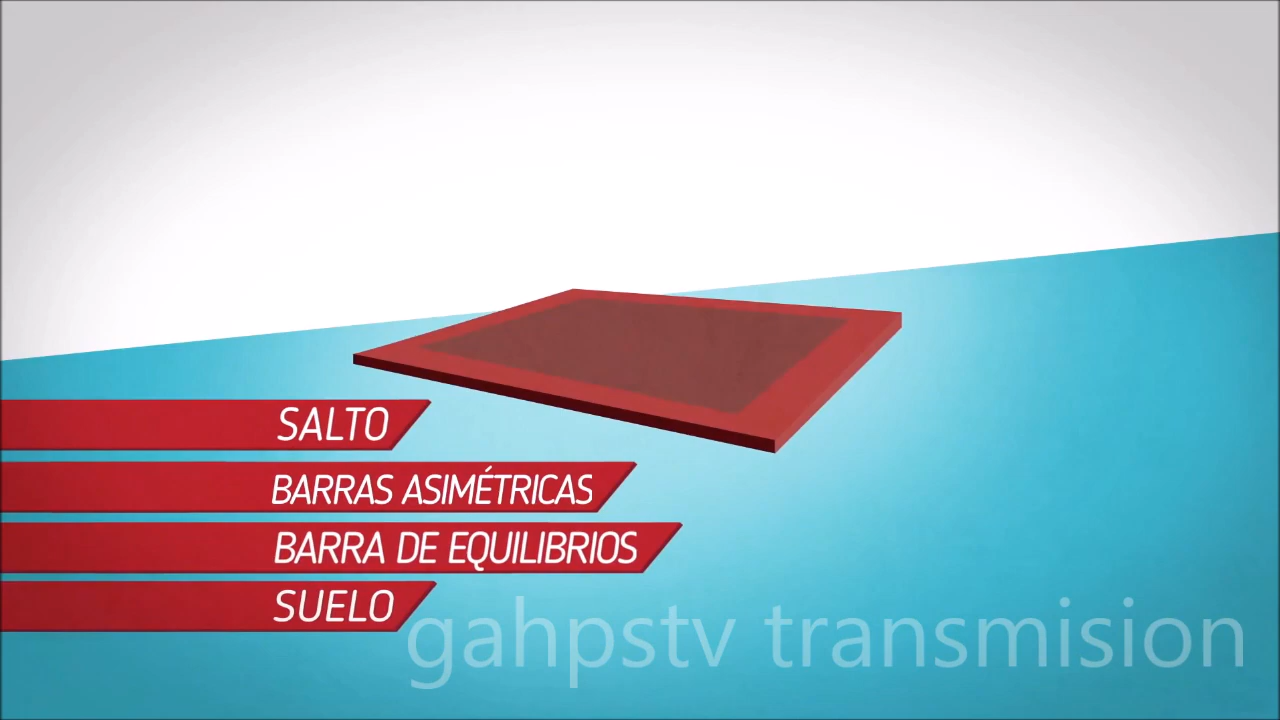 SALTO
BARRAS ASIMÉTRICAS
BARRA DE EQUILIBRIOS
SUELO
gahpstv transmision